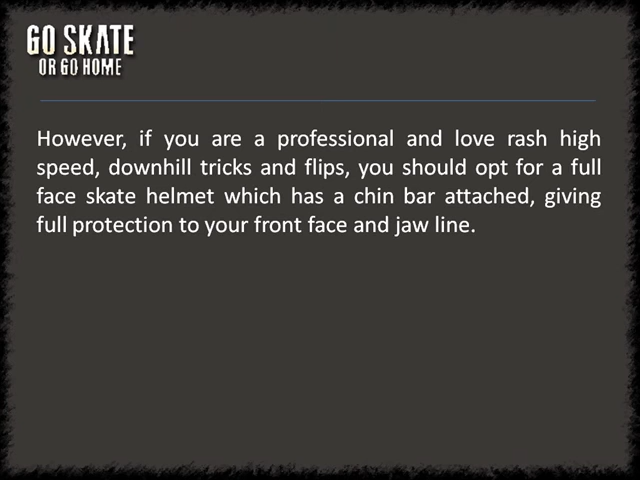 GO SKATE
OR GO HOME
However, if you are a professional and love rash high
speed, downhill tricks and flips, you should opt for a full
face skate helmet which has a chin bar attached, giving
full protection to your front face and jaw line.